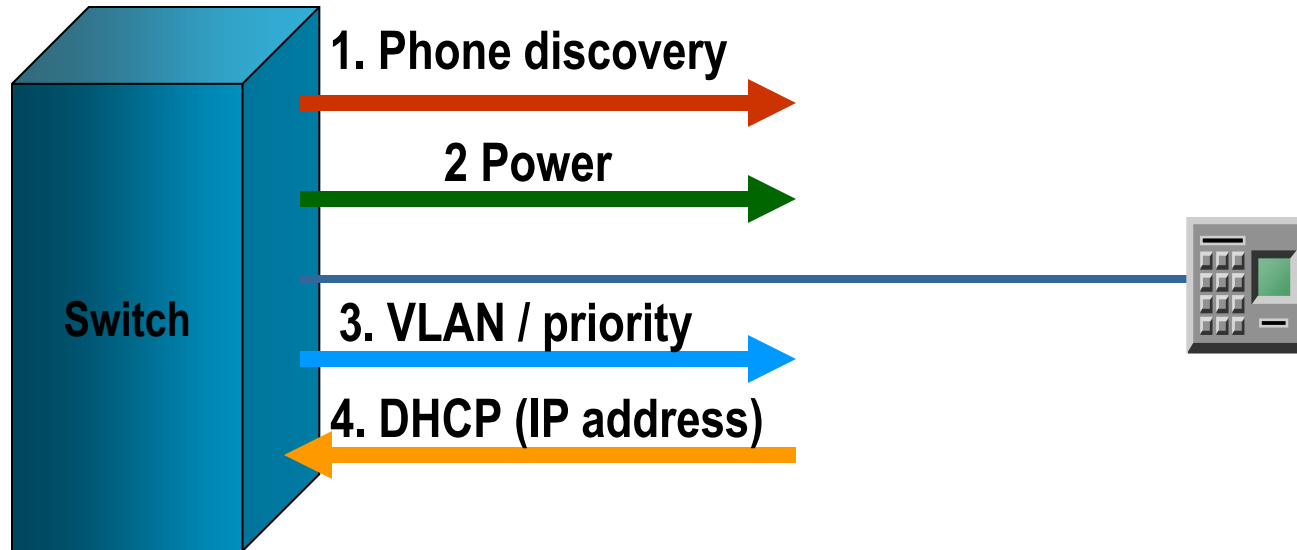 1. Phone discovery
2 Power
Switch
3. VLAN / priority
4. DHCP (IP address)